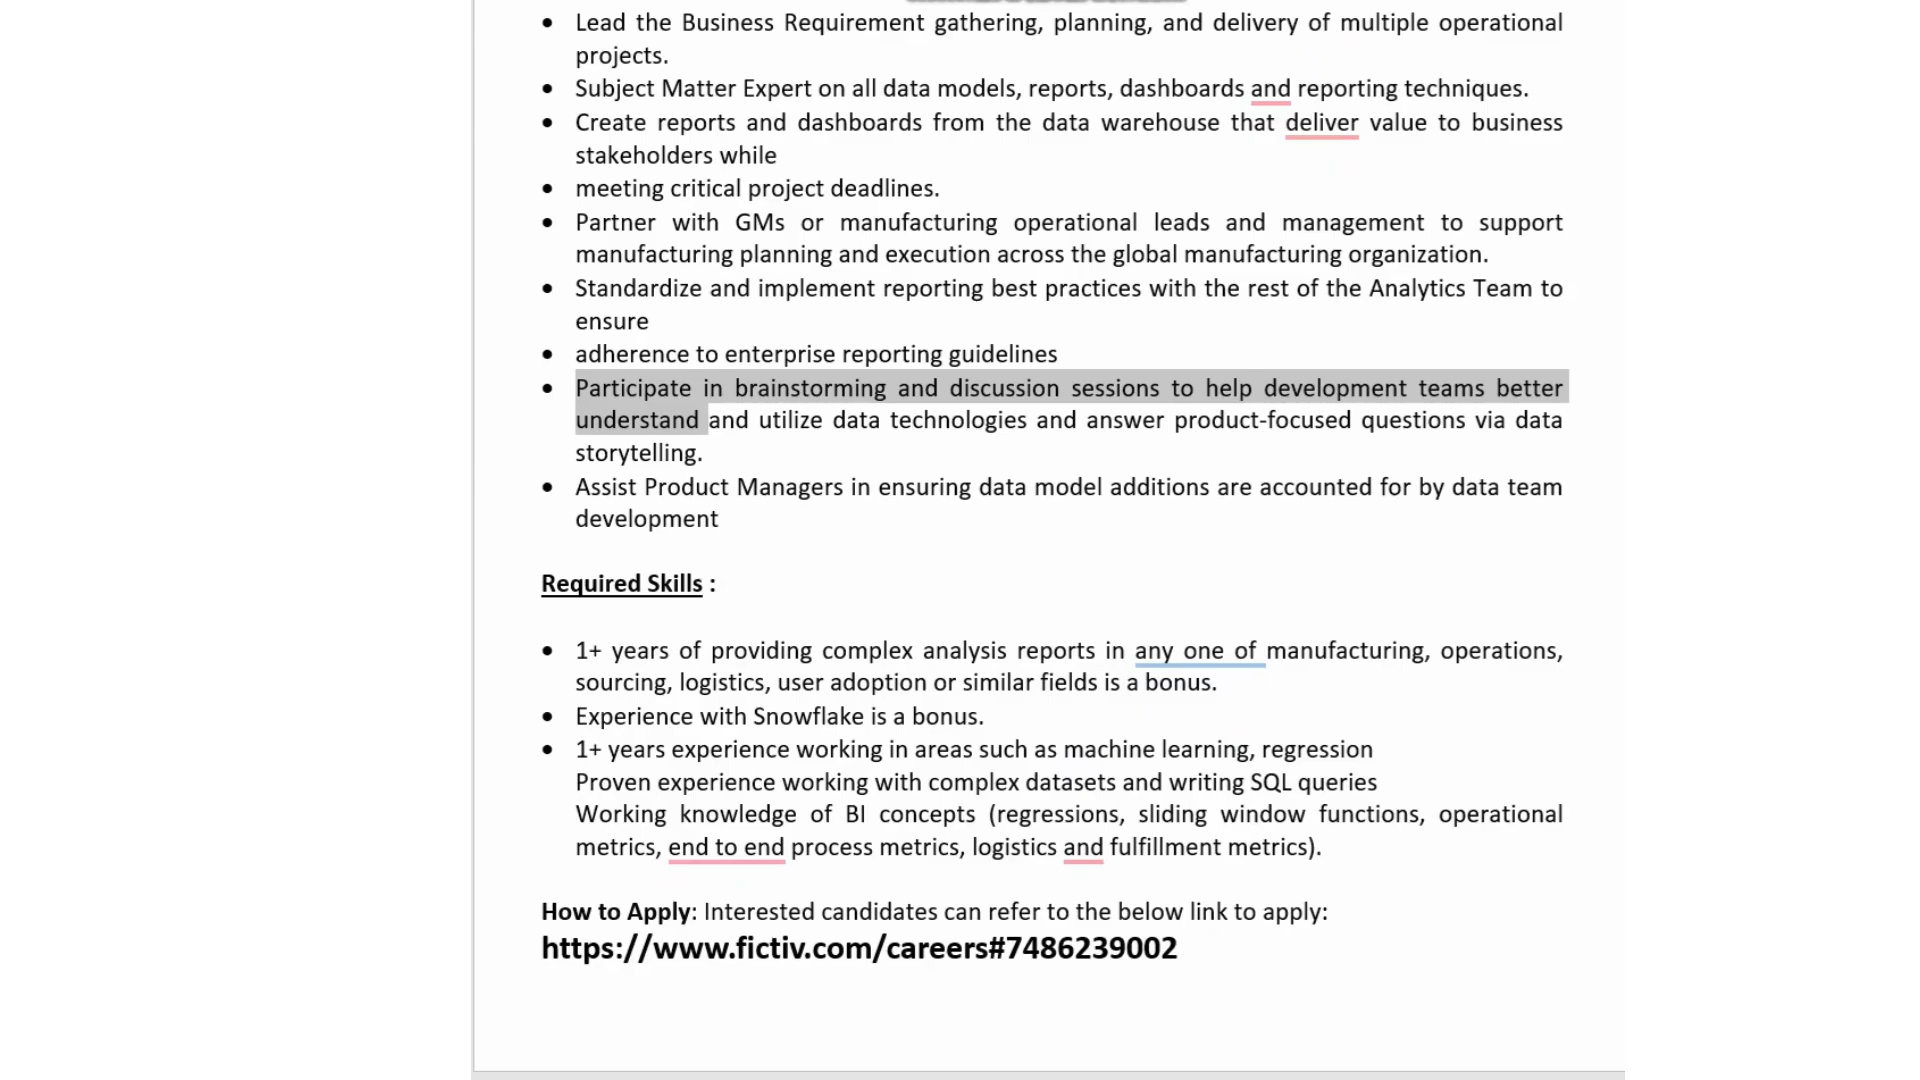 • Lead the Business Requirement gathering, planning, and delivery of multiple operational
projects.
• Subject Matter Expert on all data models, reports, dashboards and reporting techniques.
• Create reports and dashboards from the data warehouse that deliver value to business
stakeholders while
• meeting critical project deadlines.
• Partner with GMs or manufacturing operational leads and management to support
manufacturing planning and execution across the global manufacturing organization.
• Standardize and implement reporting best practices with the rest of the Analytics Team to
ensure
• adherence to enterprise reporting guidelines
• Participate in brainstorming and discussion sessions to help development teams better
understand and utilize data technologies and answer product-focused questions via data
storytelling.
• Assist Product Managers in ensuring data model additions are accounted for by data team
development
Required Skills :
• 1+ years of providing complex analysis reports in any one of manufacturing, operations,
sourcing, logistics, user adoption or similar fields is a bonus.
• Experience with Snowflake is a bonus.
• 1+ years experience working in areas such as machine learning, regression
Proven experience working with complex datasets and writing SQL queries
Working knowledge of BI concepts (regressions, sliding window functions, operational
metrics, end to end process metrics, logistics and fulfillment metrics).
How to Apply: Interested candidates can refer to the below link to apply:
https://www.fictiv.com/careers#7486239002